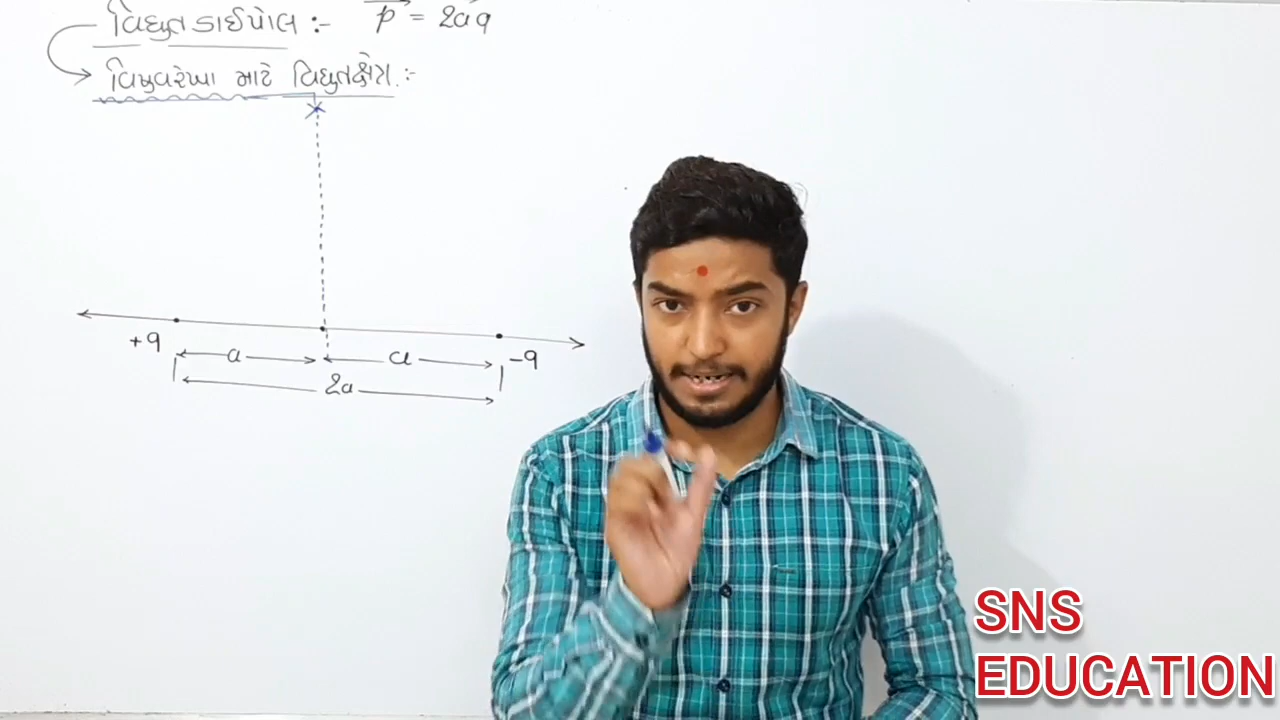 વિદ્યુત ડાઈપોલ :- p = 2aq
વિષુવરેખા માટે વિદ્યુતક્ષેત્ર :-
+q a a -q
2a
SNS
EDUCATION